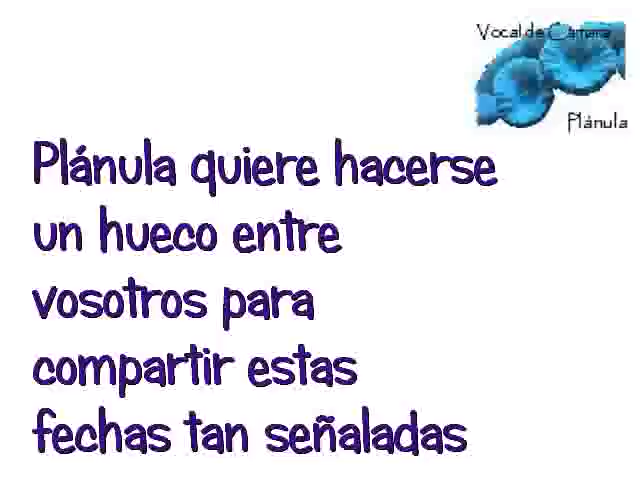 Vocal de Cámara
Plánula
Plánula quiere hacerse
un hueco entre
vosotros para
compartir estas
fechas tan señaladas